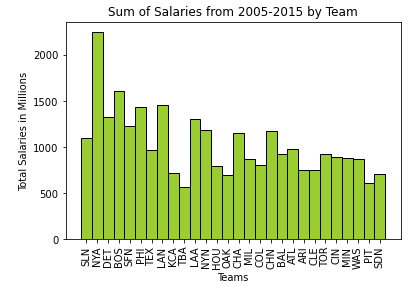 Sum of Salaries from 2005-2015 by Team
Total Salaries in Millions
2000
1500
1000
500
0
SLN
NYA
DET
BOS
SFN
PHI
TEX
LAN
KCA
TBA
LAA
NYN
HOU
OAK
CHA
MIL
COL
CHN
BAL
ATL
ARI
CLE
TOR
CIN
MIN
WAS
PIT
SDN
Teams